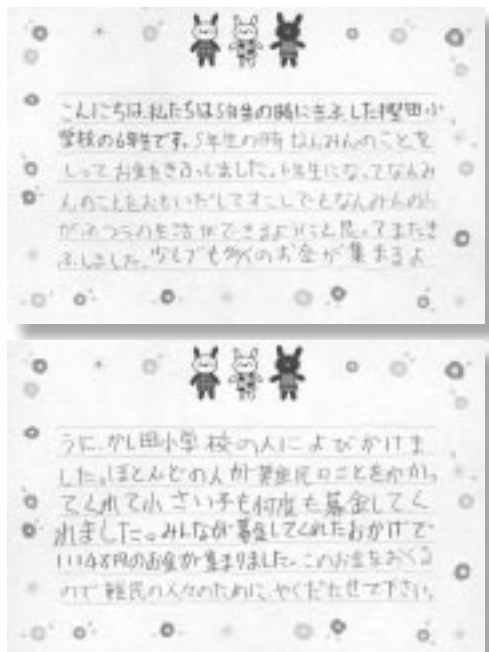 こんにちは、私たちは5年生の時にきふした樫田小
学校の6年生です。5年生の時なんみんのことを
しってお金をきふしました。6年生になってなんみ
んのことをおもいだしてすこしでもなんみんの人
がふつうの生活ができるようにと思ってまたき
ふしました。少しでも多くのお金が集まるよ
うに、かし田小学校の人によびかけま
した。ほとんどの人が難民のことをわかっ
てくれて小さい子も何度も募金してく
れました。みんなが募金してくれたおかげで
11148円のお金が集まりました。このお金をおくる
ので難民の人々のために、やくだたせて下さい。